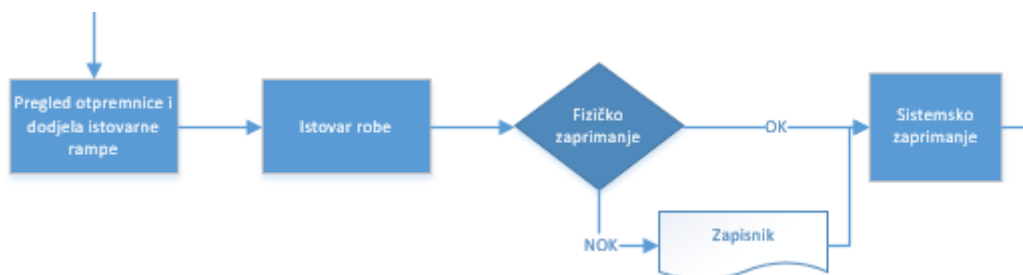 Pregled otpremnice i
dodjela istovarne
rampe
Istovar robe
Fizičko
zaprimanje
OK
Sistemsko
zaprimanje
NOK
Zapisnik